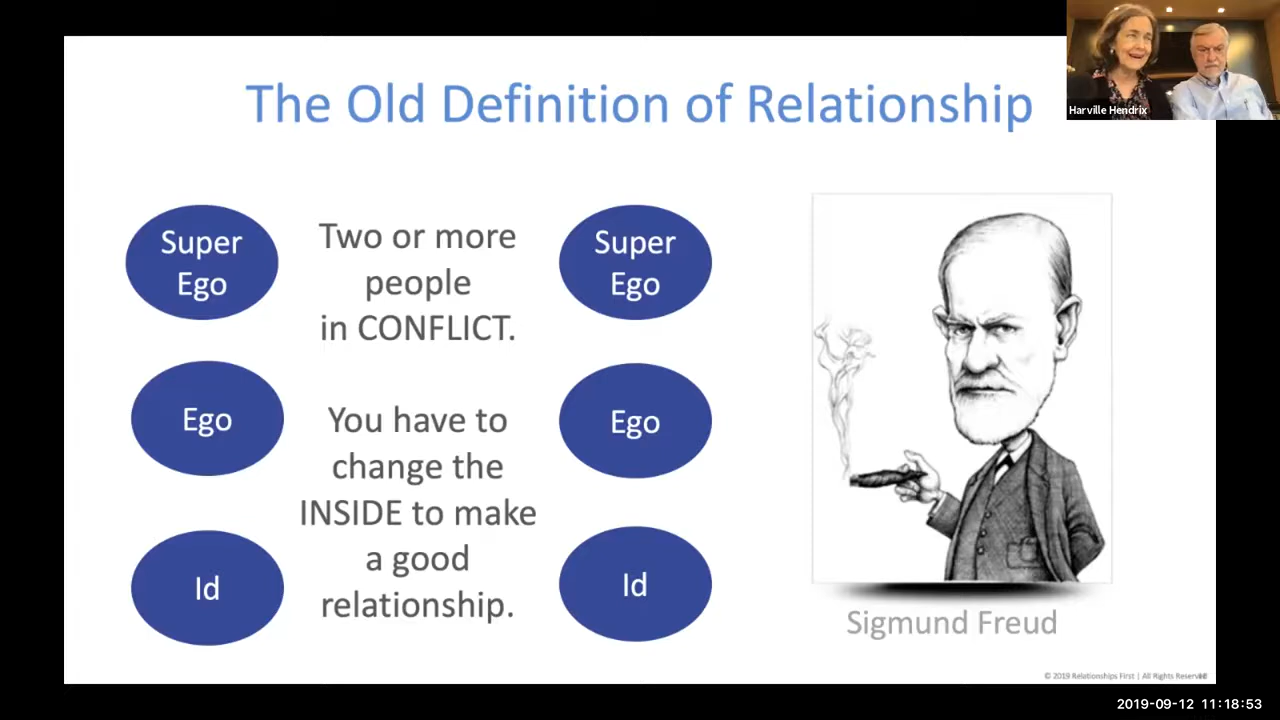 The Old Definition of Relationship
Harville Hendrix
Super
Ego
Two or more
people
in CONFLICT.
Super
Ego
Ego
You have to
change the
INSIDE to make
a good
relationship.
Ego
Id
Id
Sigmund Freud
© 2019 Relationships First | All Rights
2019-09-12 11:18:53